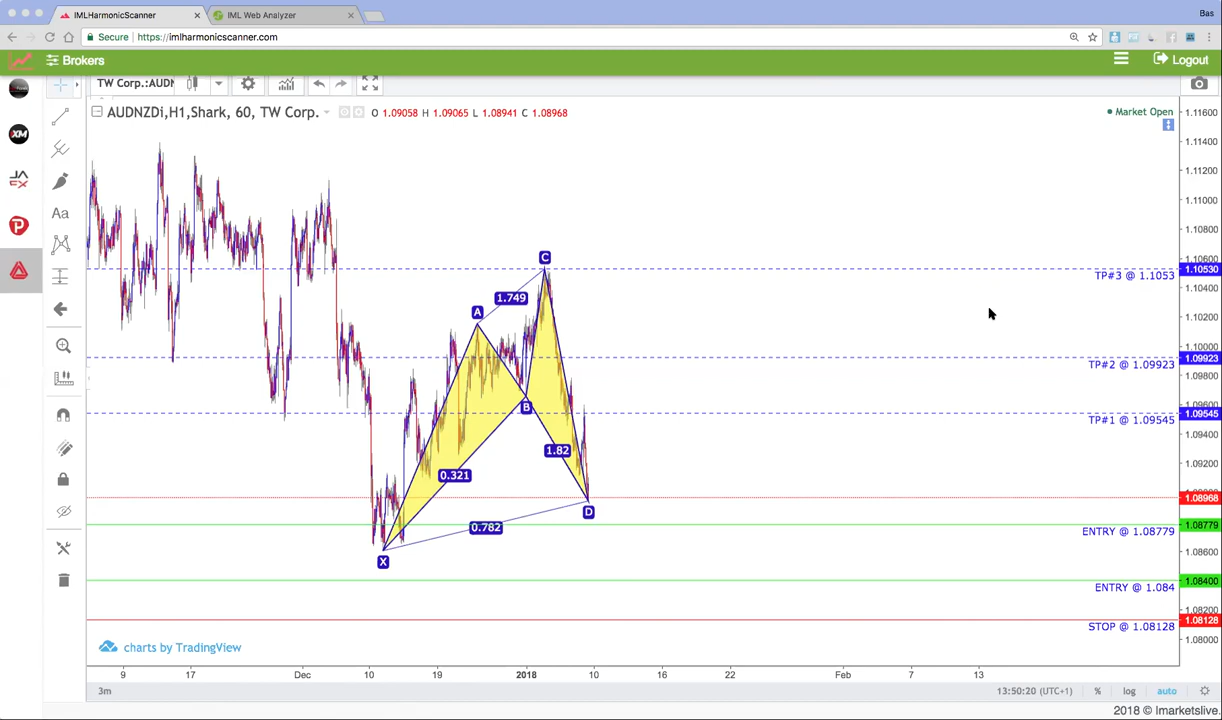 IMLHarmonicScanner
IML Web Analyzer
Bas
Secure
https://imlharmonicscanner.com
Brokers
Logout
TW Corp.:AUDN
AUDNZDi,H1,Shark, 60, TW Corp.
O 1.09058 H 1.09065 L 1.08941 C 1.08968
Market Open
XM
Aa
1.11600
1.11400
1.11200
1.11000
1.10800
1.10600
1.10530
TP#3 @ 1.1053
1.10400
1.10200
1.10000
1.09923
TP#2 @ 1.09923
1.09800
1.09600
1.09545
TP#1 @ 1.09545
1.09400
1.09200
1.08968
1.08779
ENTRY @ 1.08779
1.08600
1.08400
ENTRY @ 1.084
1.08200
1.08128
STOP @ 1.08128
1.08000
C
1.749
A
B
1.82
0.321
D
0.782
X
charts by TradingView
9 17 Dec 10 19 2018 10 16 22 Feb 7 13
3m
13:50:20 (UTC+1) % log auto
2018 © Imarketslive.